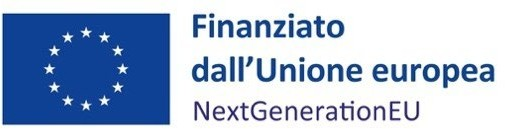 Finanziato
dall'Unione europea
NextGenerationEU